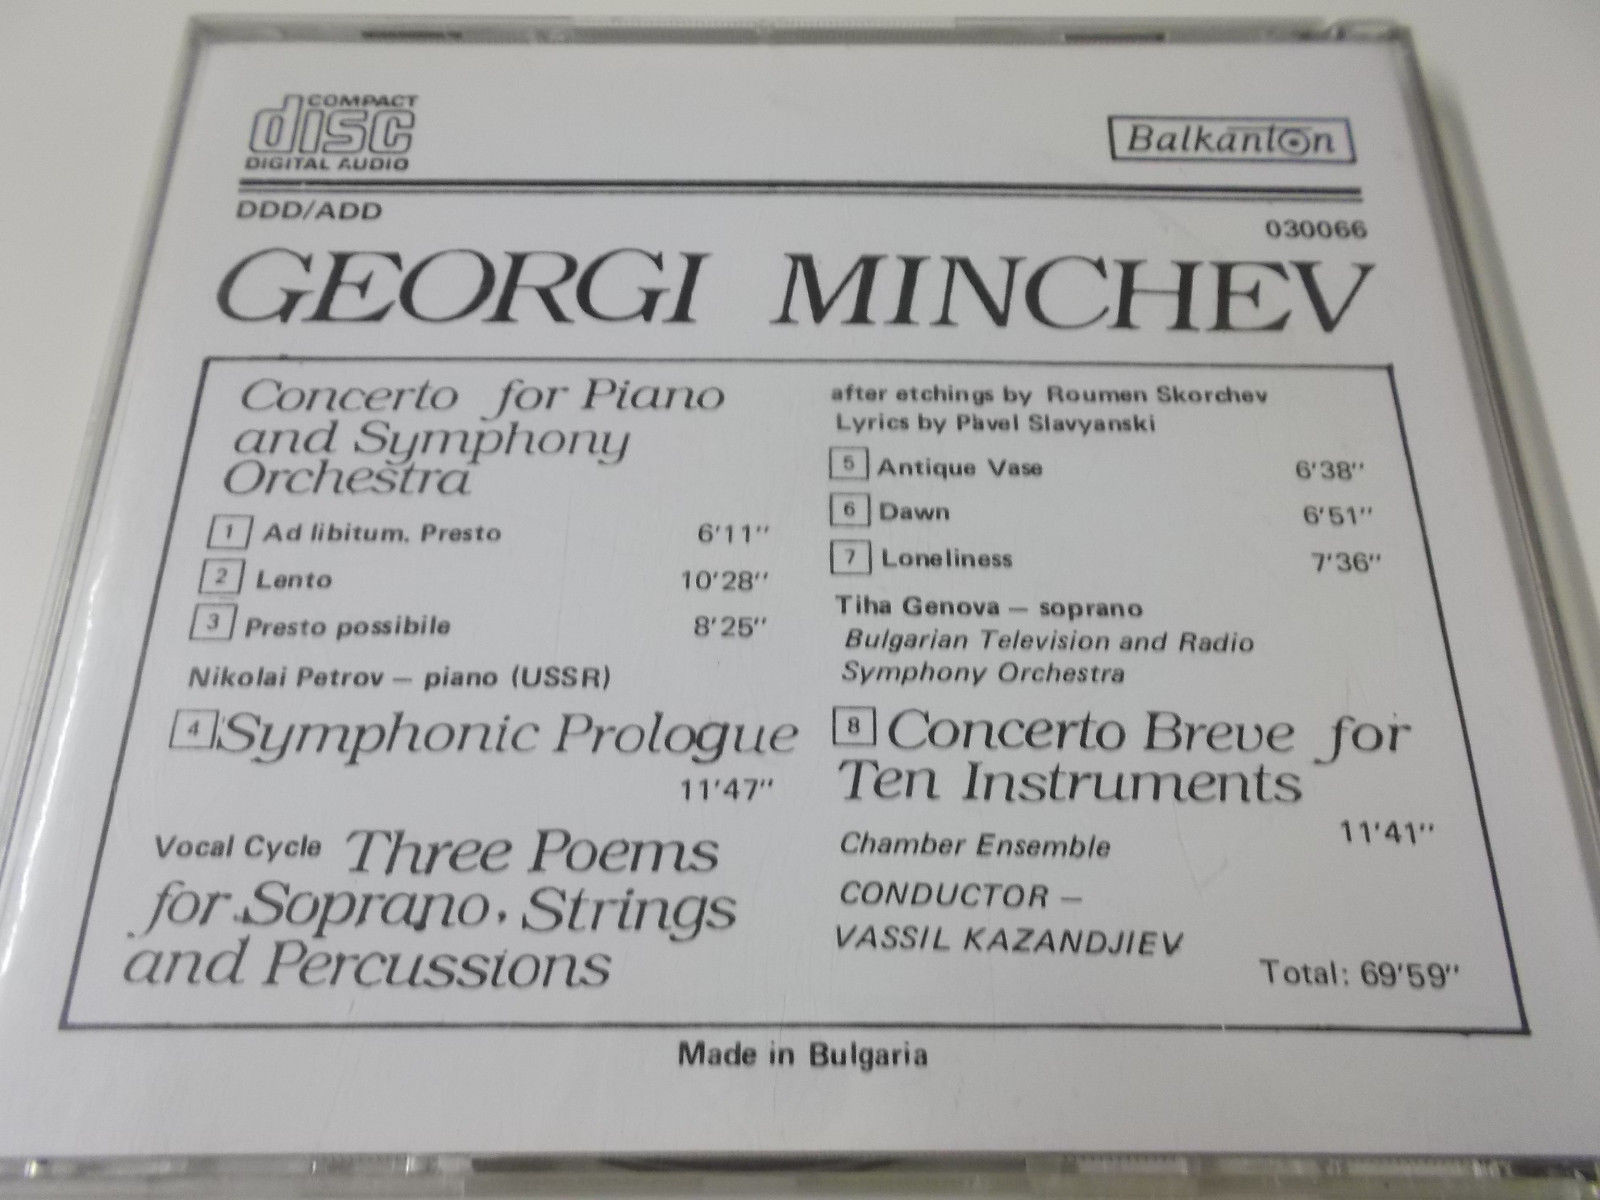 COMPACT
disc
DIGITAL AUDIO
Balkanton
DDD/ADD
030066
GEORGI MINCHEV
Concerto for Piano
and Symphony
Orchestra
1 Ad libitum. Presto 6'11''
2 Lento 10'28''
3 Presto possibile 8'25''
Nikolai Petrov — piano (USSR)
4 Symphonic Prologue
11'47''
Vocal Cycle Three Poems
for Soprano, Strings
and Percussions
after etchings by Roumen Skorchev
Lyrics by Pavel Slavyanski
5 Antique Vase 6'38''
6 Dawn 6'51''
7 Loneliness 7'36''
Tiha Genova — soprano
Bulgarian Television and Radio
Symphony Orchestra
8 Concerto Breve for
Ten Instruments
11'41''
Chamber Ensemble
CONDUCTOR —
VASSIL KAZANDJIEV
Total: 69'59''
Made in Bulgaria